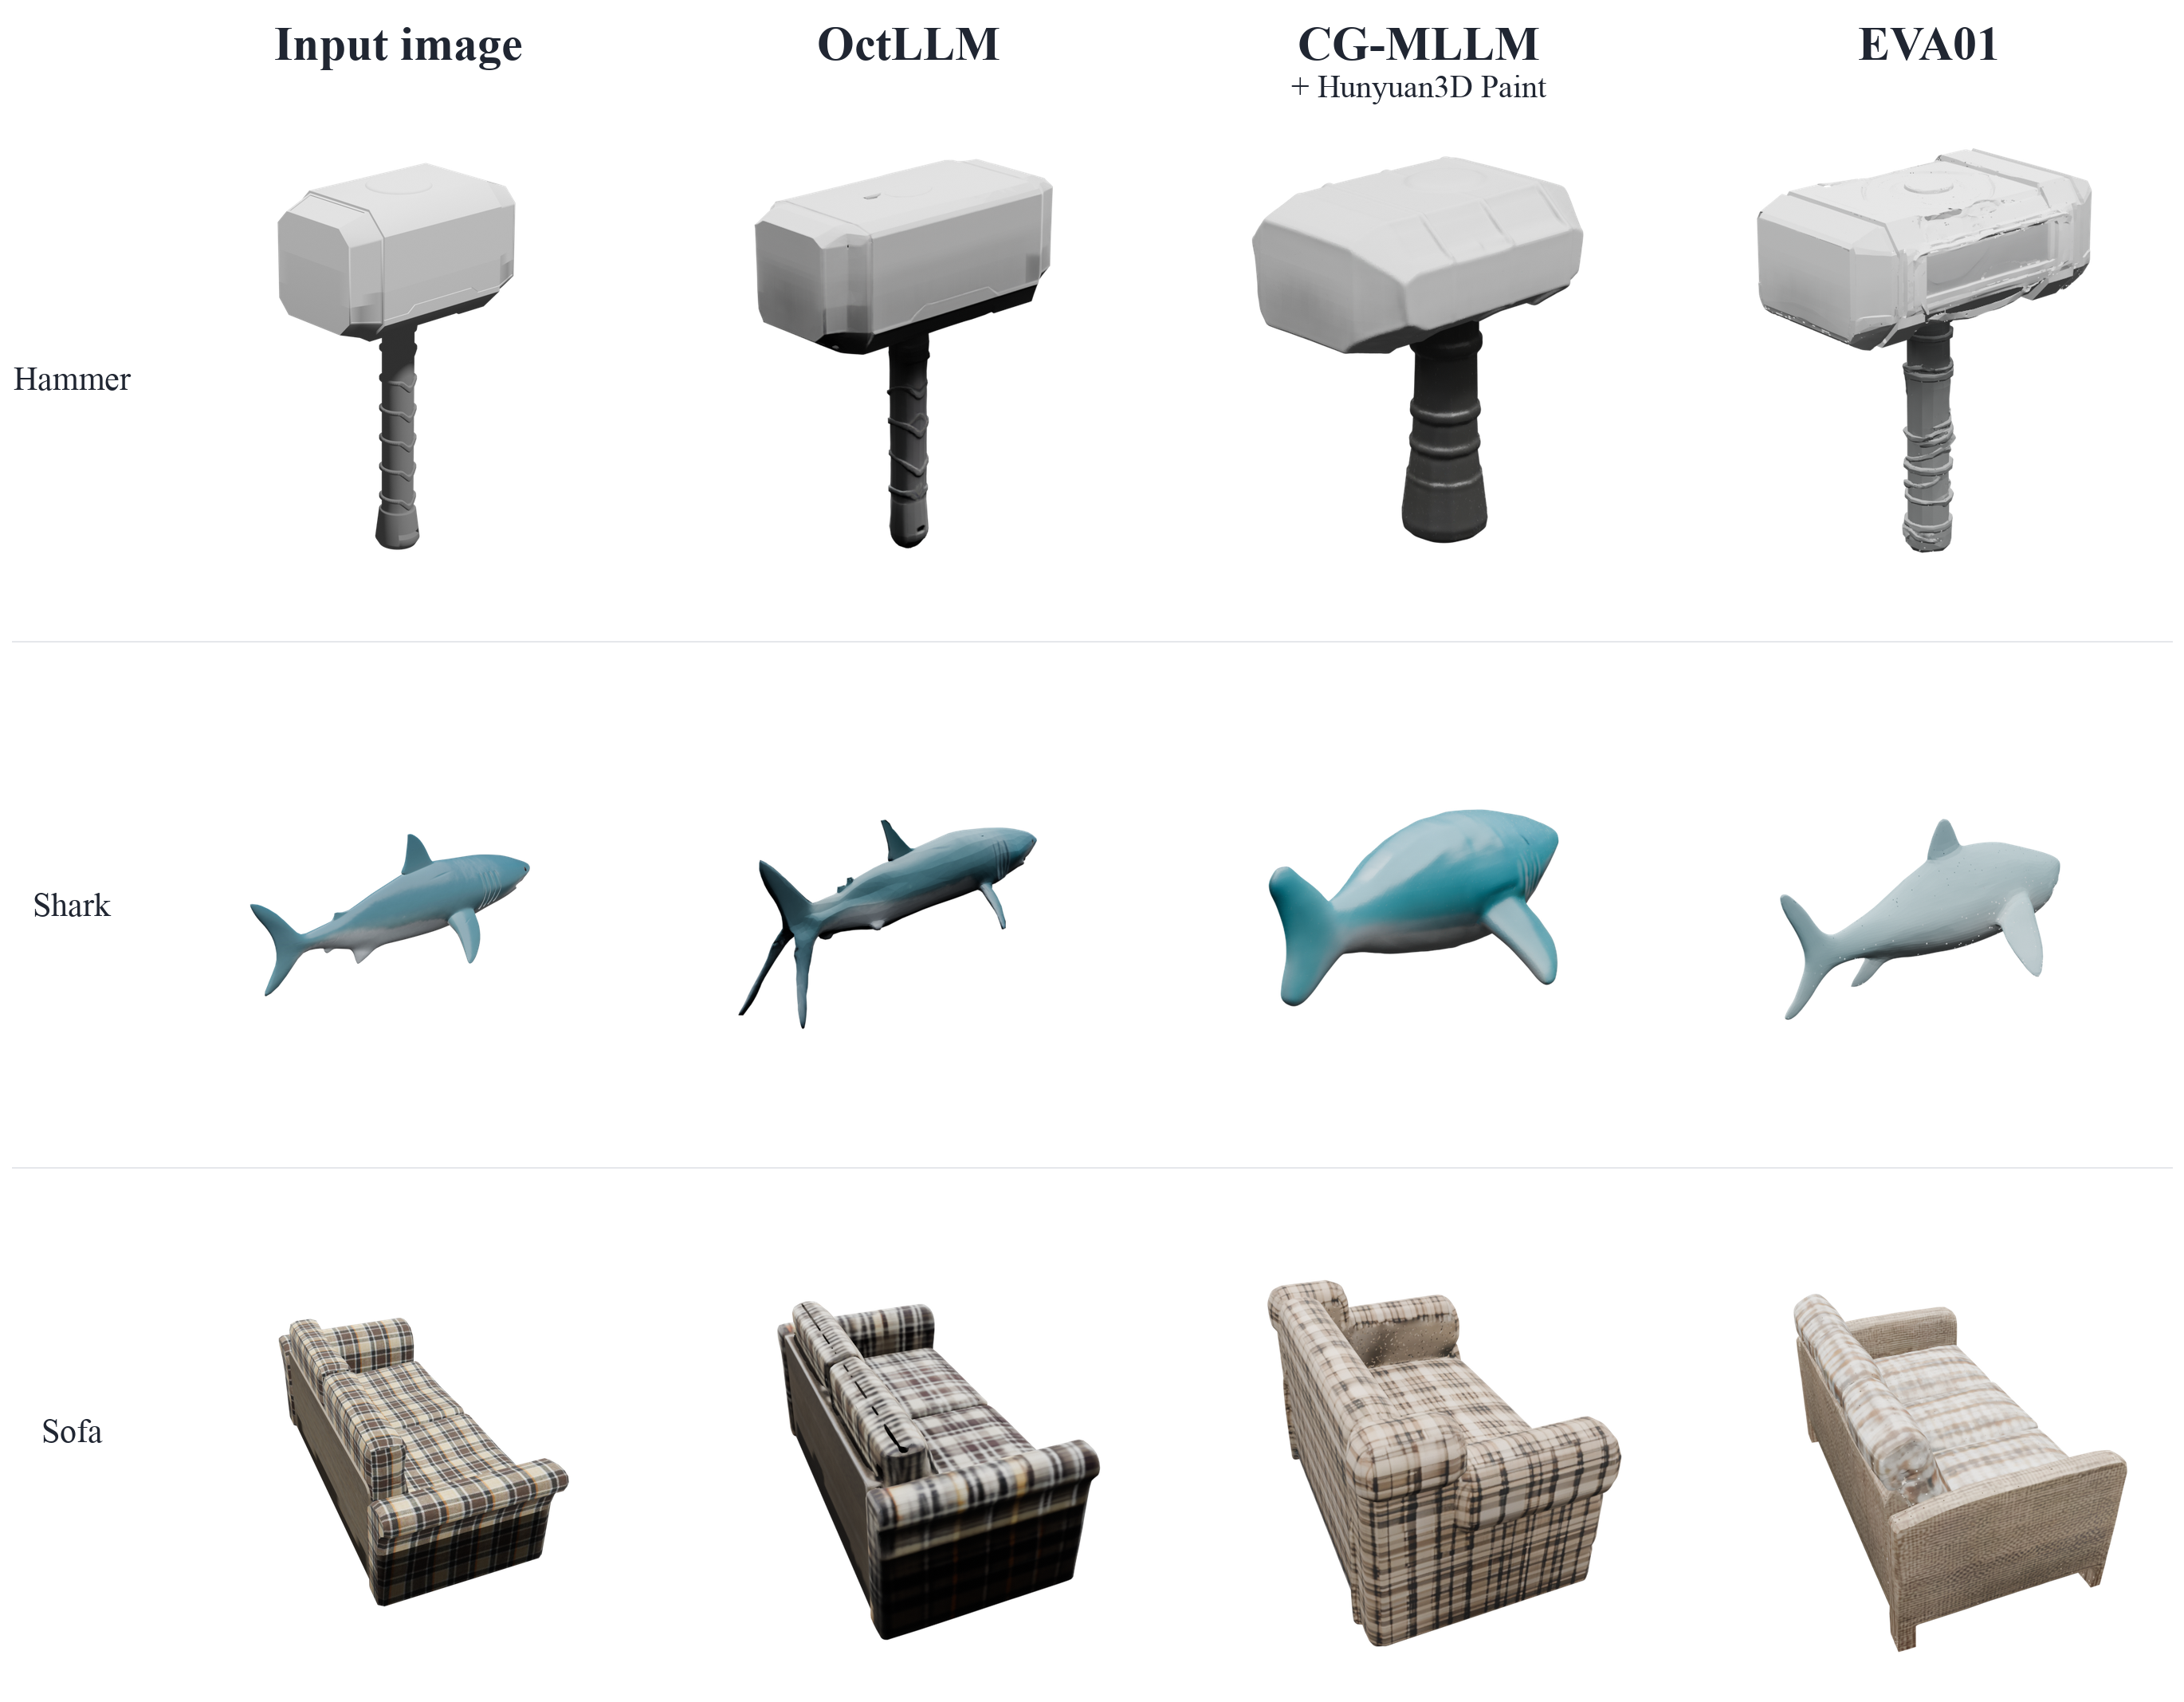 Input image
OctLLM
CG-MLLM
EVA01
+ Hunyuan3D Paint
Hammer
Shark
Sofa